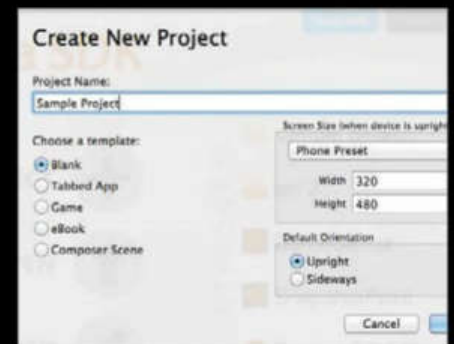 Create New Project
Project Name:
Sample Project
Choose a template:
Blank
Tabbed App
Game
eBook
Composer Scene
Screen Size (when device is upright
Phone Preset
Width 320
Height 480
Default Orientation
Upright
Sideways
Cancel